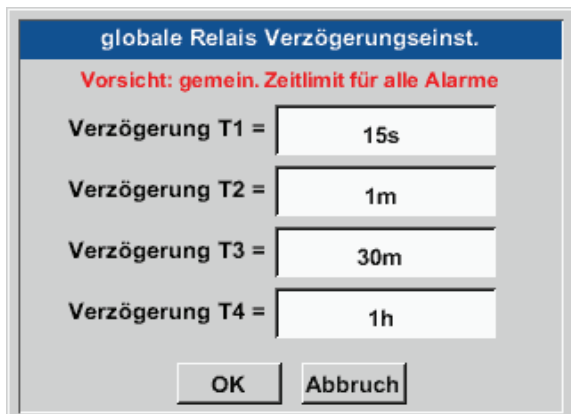 globale Relais Verzögerungseinst.
Vorsicht: gemein. Zeitlimit für alle Alarme
Verzögerung T1 = 15s
Verzögerung T2 = 1m
Verzögerung T3 = 30m
Verzögerung T4 = 1h
OK Abbruch